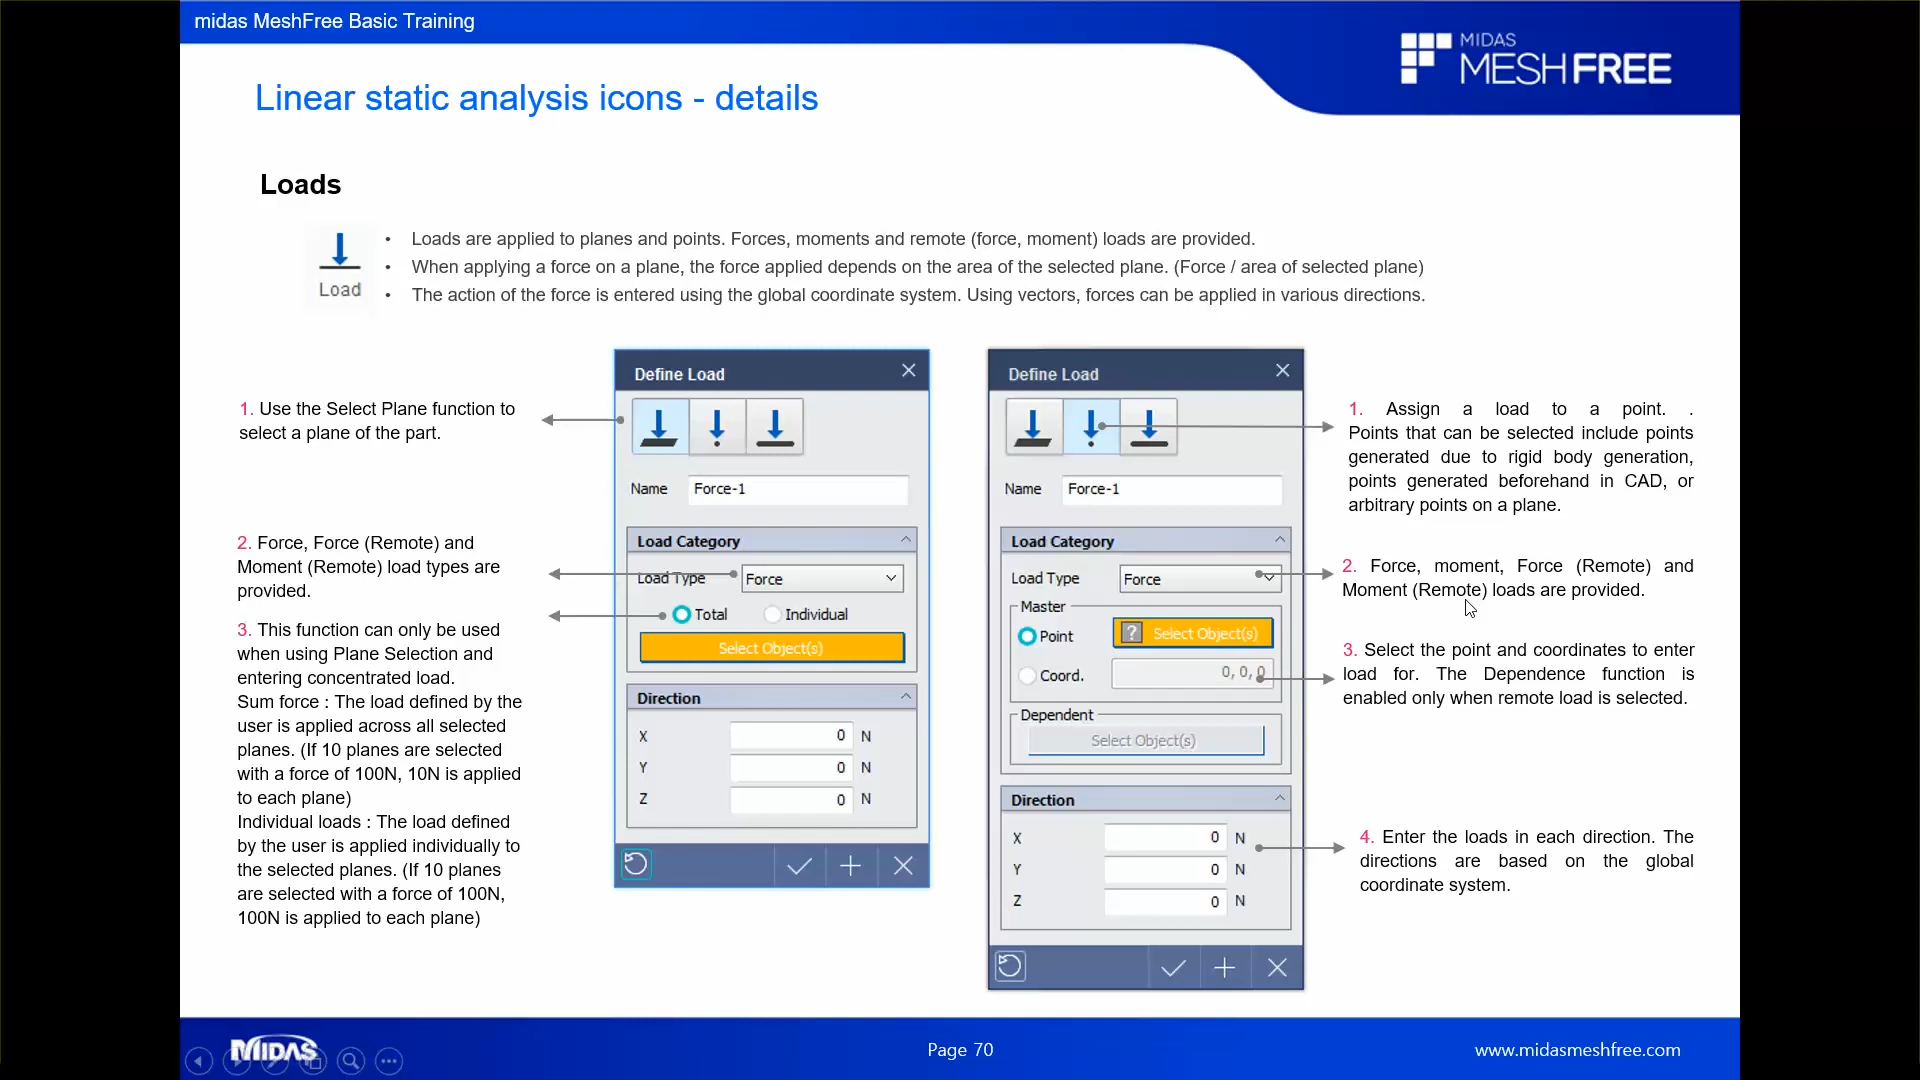 midas MeshFree Basic Training
MIDAS
MESHFREE
Linear static analysis icons - details
Loads
Load
• Loads are applied to planes and points. Forces, moments and remote (force, moment) loads are provided.
• When applying a force on a plane, the force applied depends on the area of the selected plane. (Force / area of selected plane)
• The action of the force is entered using the global coordinate system. Using vectors, forces can be applied in various directions.
1. Use the Select Plane function to
select a plane of the part.
2. Force, Force (Remote) and
Moment (Remote) load types are
provided.
3. This function can only be used
when using Plane Selection and
entering concentrated load.
Sum force : The load defined by the
user is applied across all selected
planes. (If 10 planes are selected
with a force of 100N, 10N is applied
to each plane)
Individual loads : The load defined
by the user is applied individually to
the selected planes. (If 10 planes
are selected with a force of 100N,
100N is applied to each plane)
Define Load
Name Force-1
Load Category
Load Type Force
Total Individual
Select Object(s)
Direction
X 0 N
Y 0 N
Z 0 N
Define Load
Name Force-1
Load Category
Load Type Force
Master
Point ? Select Object(s)
Coord. 0, 0, 0
Dependent
Select Object(s)
Direction
X 0 N
Y 0 N
Z 0 N
1. Assign a load to a point. .
Points that can be selected include points
generated due to rigid body generation,
points generated beforehand in CAD, or
arbitrary points on a plane.
2. Force, moment, Force (Remote) and
Moment (Remote) loads are provided.
3. Select the point and coordinates to enter
load for. The Dependence function is
enabled only when remote load is selected.
4. Enter the loads in each direction. The
directions are based on the global
coordinate system.
MIDAS
Page 70
www.midasmeshfree.com